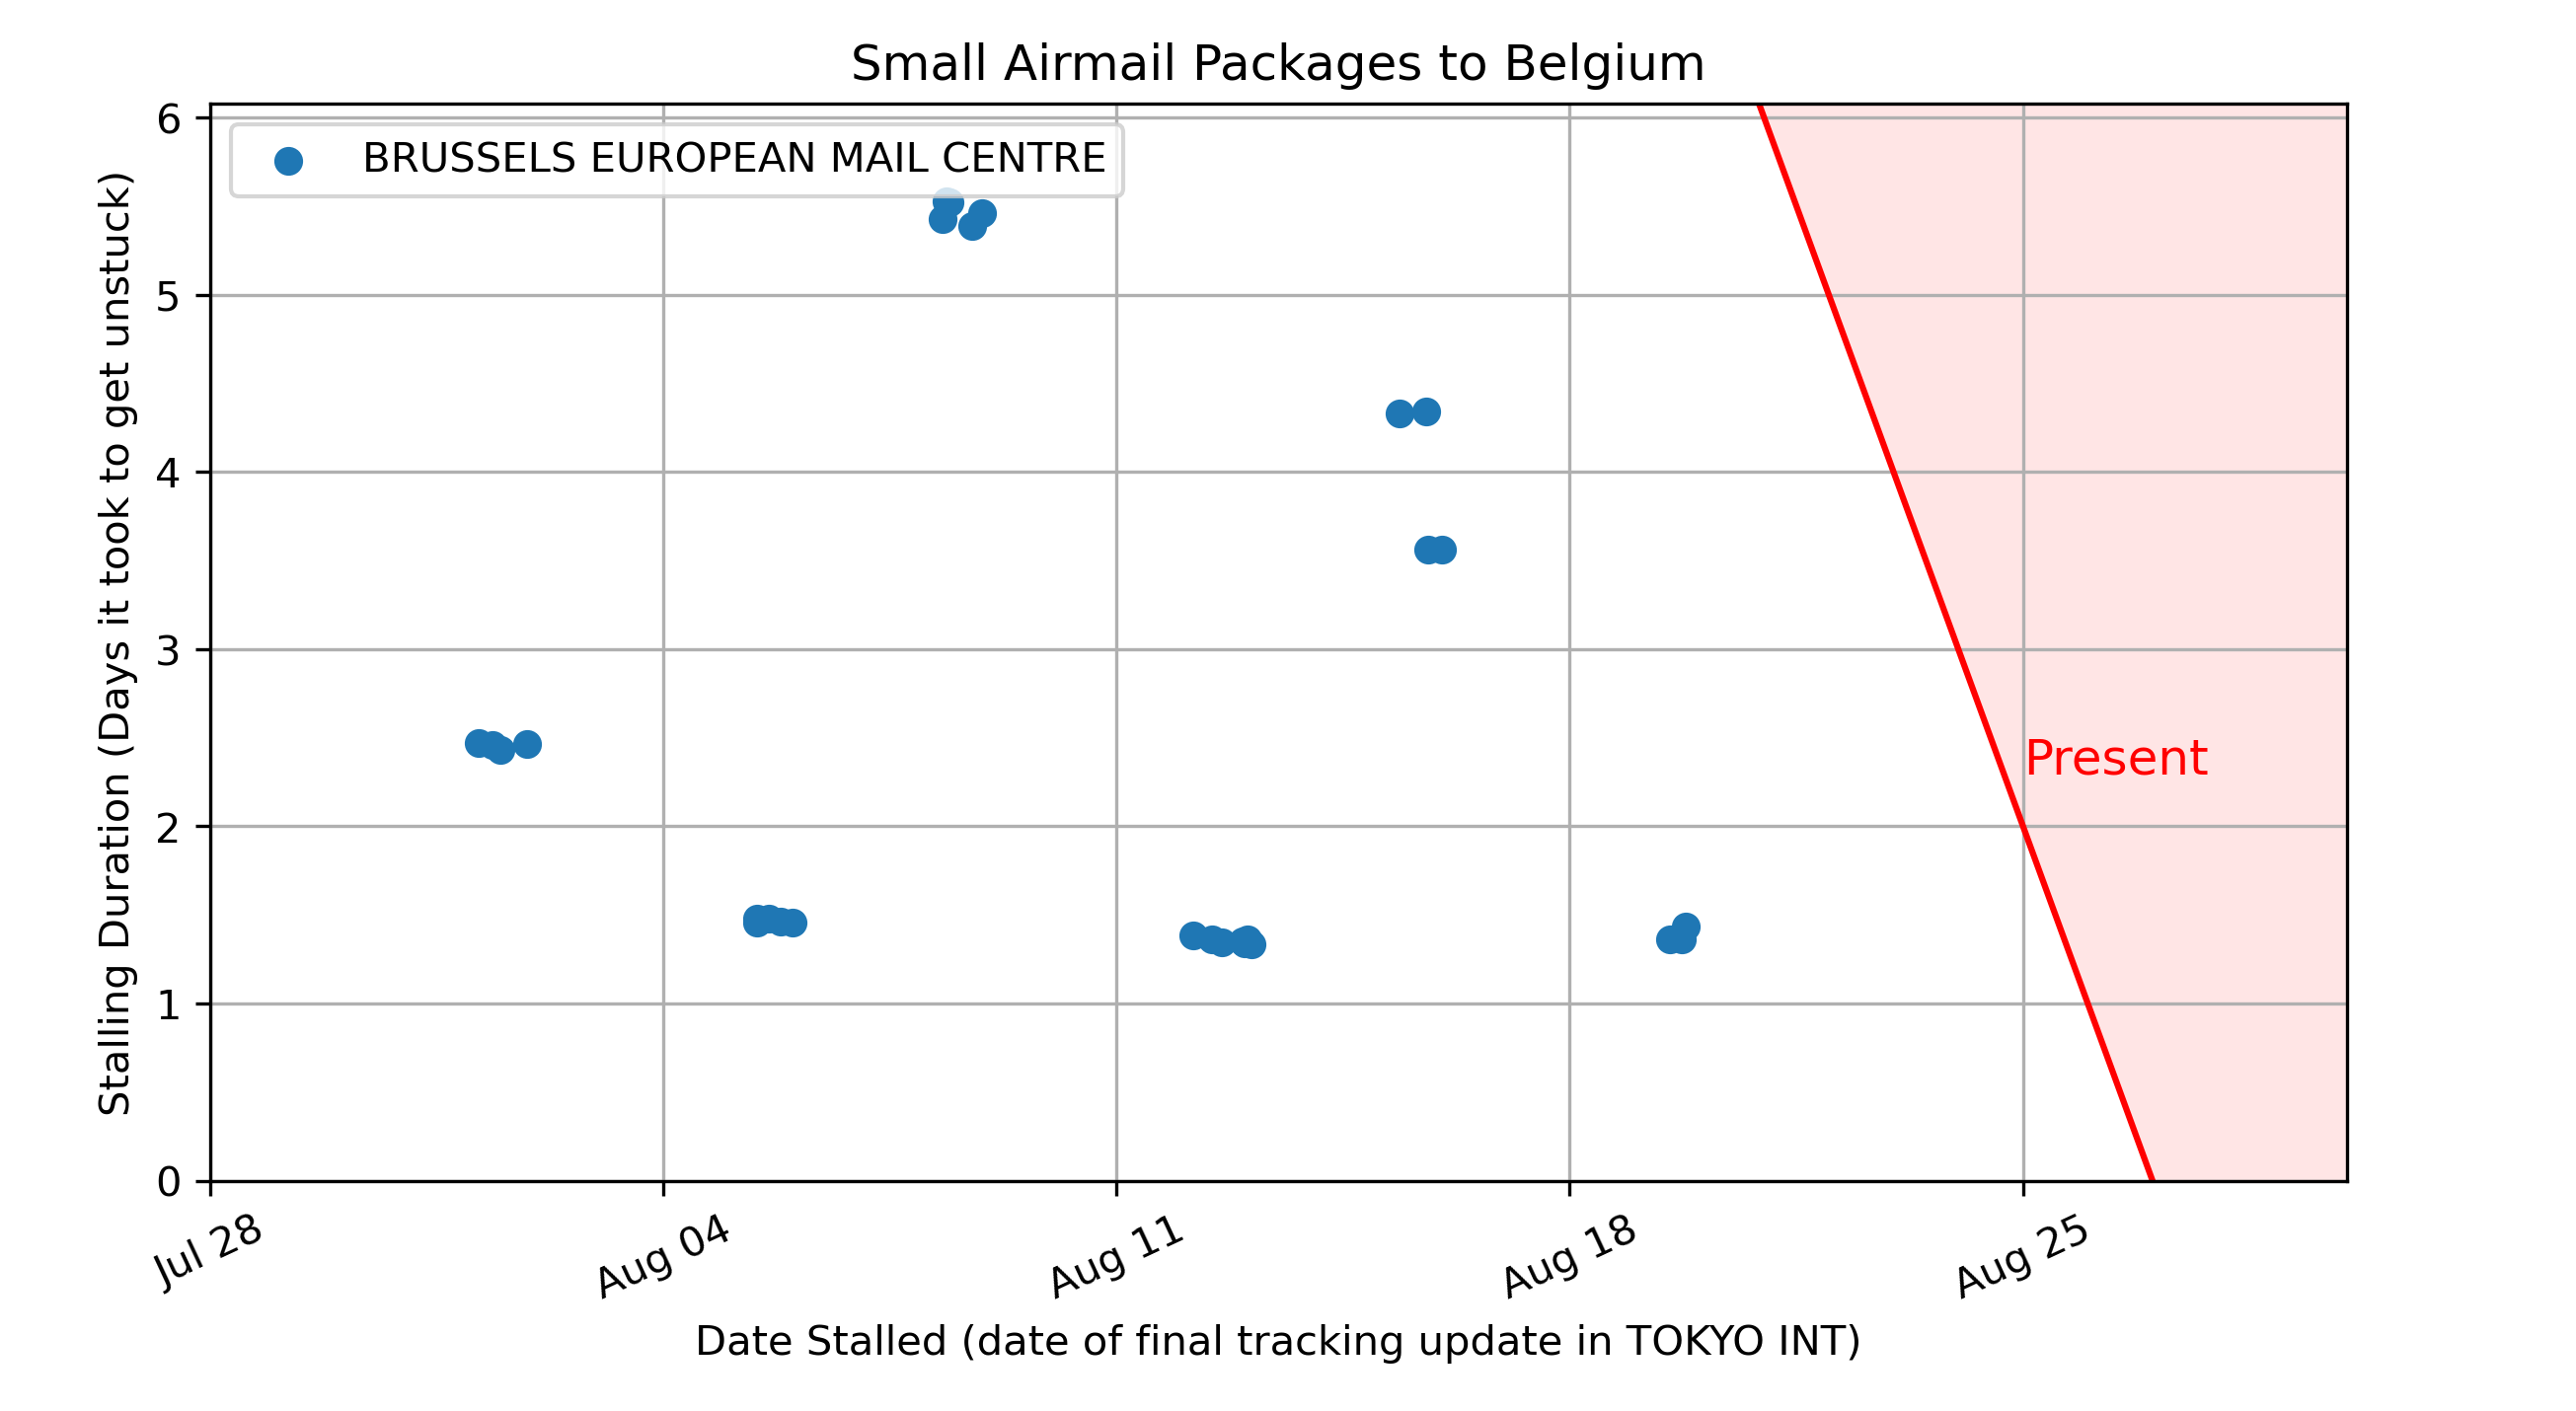 Small Airmail Packages to Belgium
BRUSSELS EUROPEAN MAIL CENTRE
Stalling Duration (Days it took to get unstuck)
6
5
4
3
2
1
0
Present
Jul 28
Aug 04
Aug 11
Aug 18
Aug 25
Date Stalled (date of final tracking update in TOKYO INT)